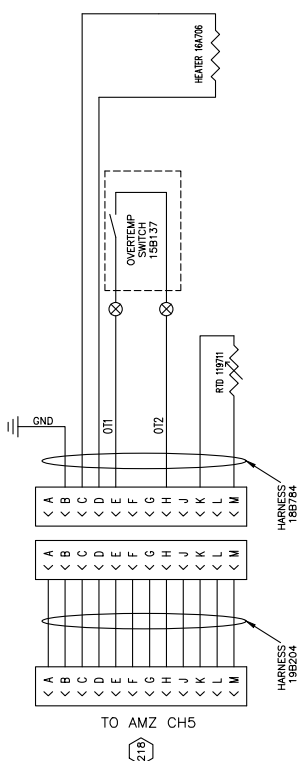 HEATER 16A706
OVERTEMP
SWITCH
15B137
RTD 119711
GND
OT1
OT2
< A
< B
< C
< D
< E
< F
< G
< H
< J
< K
< L
< M
HARNESS
18B784
< A
< B
< C
< D
< E
< F
< G
< H
< J
< K
< L
< M
HARNESS
19B204
< A
< B
< C
< D
< E
< F
< G
< H
< J
< K
< L
< M
TO AMZ CH5
218